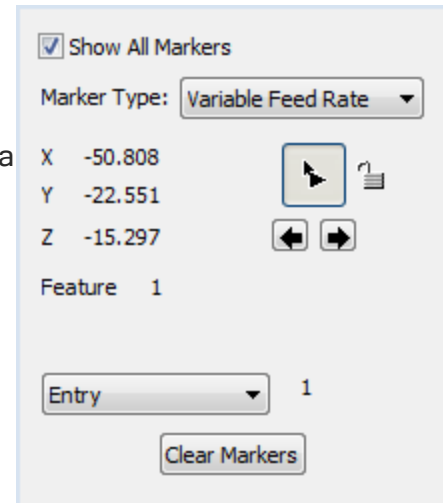 Show All Markers
Marker Type: Variable Feed Rate
a
X -50.808
Y -22.551
Z -15.297
Feature 1
Entry 1
Clear Markers